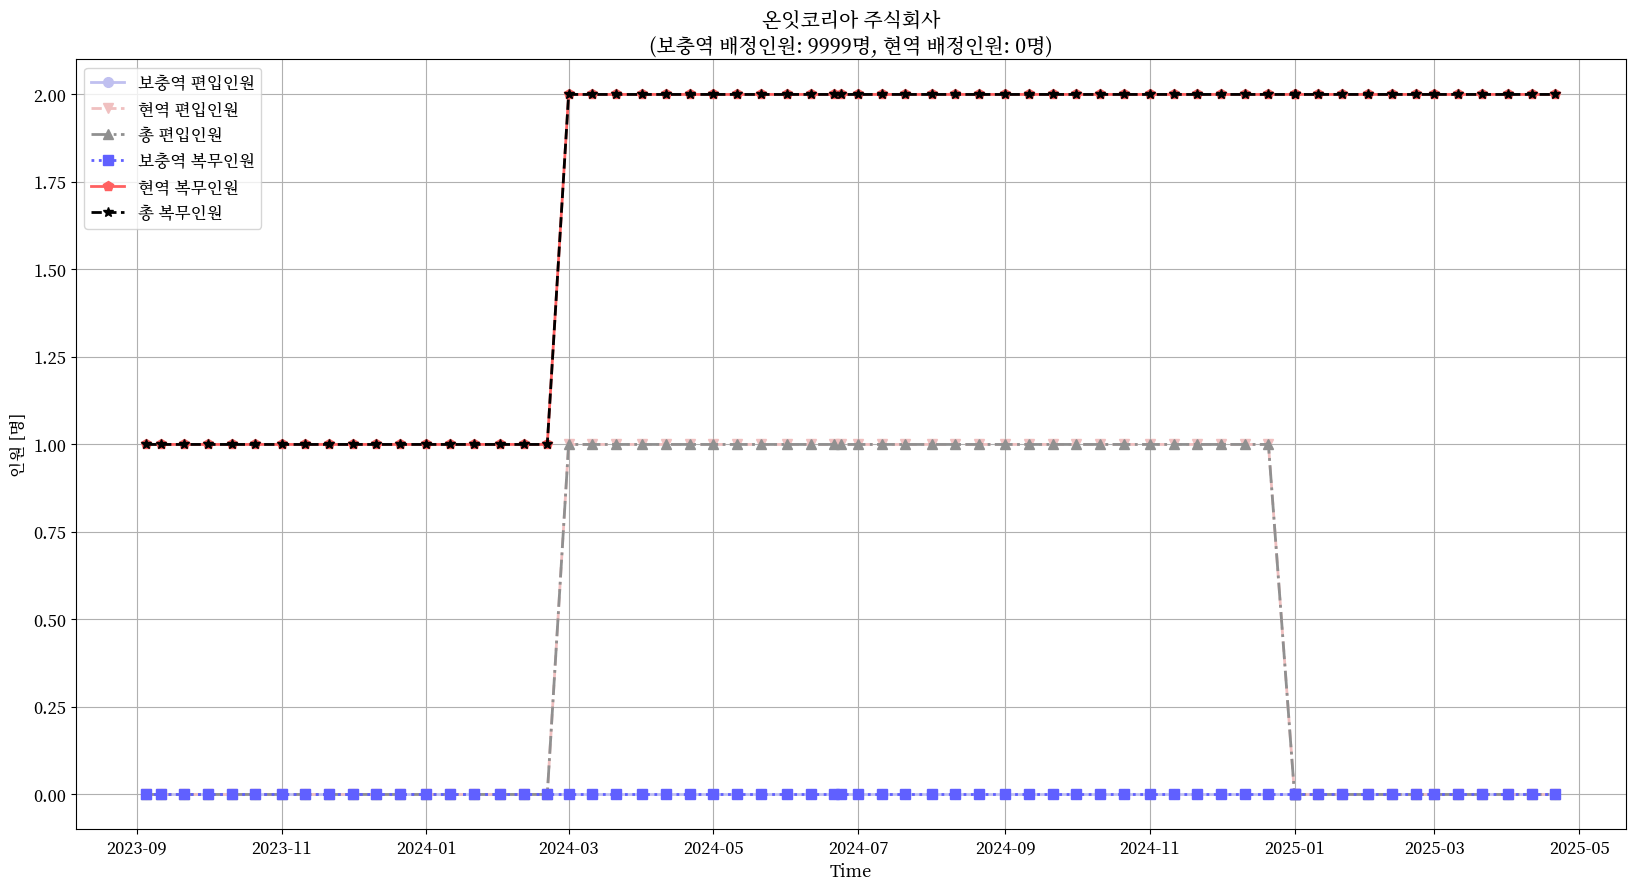 온잇코리아 주식회사
(보충역 배정인원: 9999명, 현역 배정인원: 0명)
보충역 편입인원
현역 편입인원
총 편입인원
보충역 복무인원
현역 복무인원
총 복무인원
2.00
1.75
1.50
1.25
1.00
0.75
0.50
0.25
0.00
인원 [명]
2023-09
2023-11
2024-01
2024-03
2024-05
2024-07
2024-09
2024-11
2025-01
2025-03
2025-05
Time